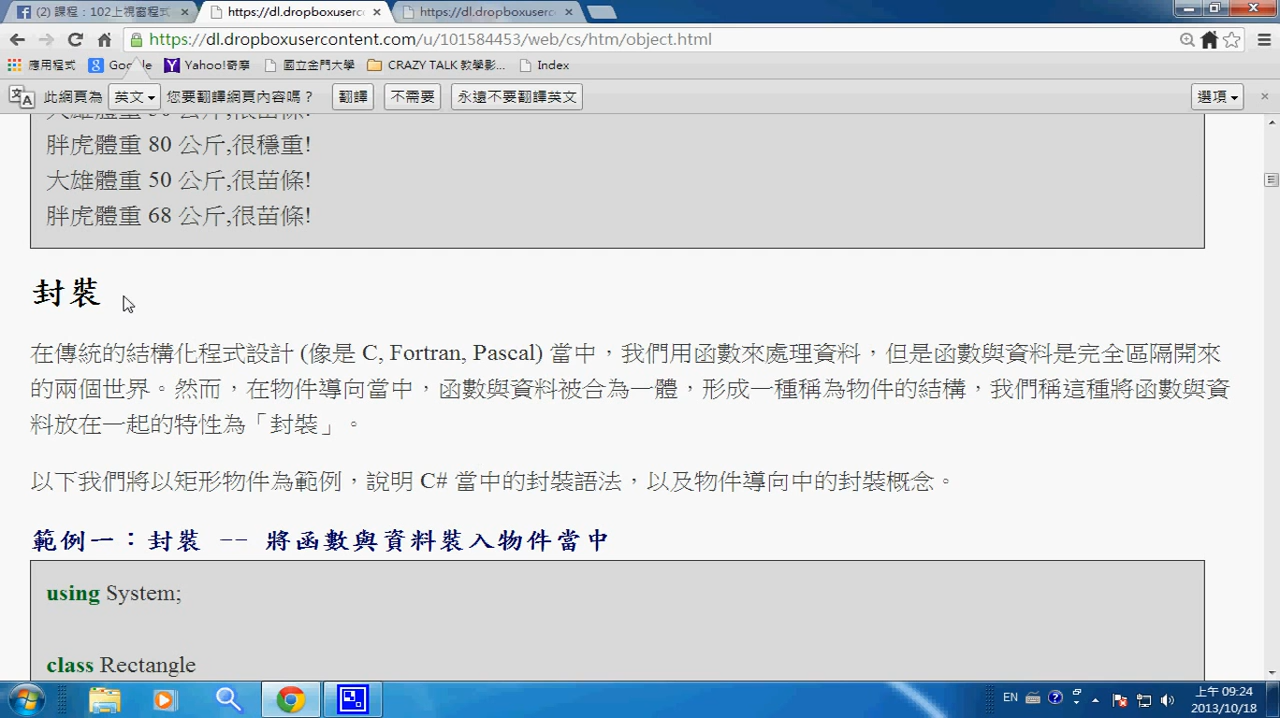 (2) 課程：102上視窗程式
https://dl.dropboxuserc
https://dl.dropboxuserc
https://dl.dropboxusercontent.com/u/101584453/web/cs/htm/object.html
應用程式
Google
Yahoo!奇摩
國立金門大學
CRAZY TALK 教學影...
Index
此網頁為 英文 您要翻譯網頁內容嗎？ 翻譯 不需要 永遠不要翻譯英文 選項
大雄體重 50 公斤,很苗條!
胖虎體重 80 公斤,很穩重!
大雄體重 50 公斤,很苗條!
胖虎體重 68 公斤,很苗條!
封裝
在傳統的結構化程式設計 (像是 C, Fortran, Pascal) 當中，我們用函數來處理資料，但是函數與資料是完全區隔開來
的兩個世界。然而，在物件導向當中，函數與資料被合為一體，形成一種稱為物件的結構，我們稱這種將函數與資
料放在一起的特性為「封裝」。
以下我們將以矩形物件為範例，說明 C# 當中的封裝語法，以及物件導向中的封裝概念。
範例一：封裝 -- 將函數與資料裝入物件當中
using System;
class Rectangle
EN
上午 09:24
2013/10/18